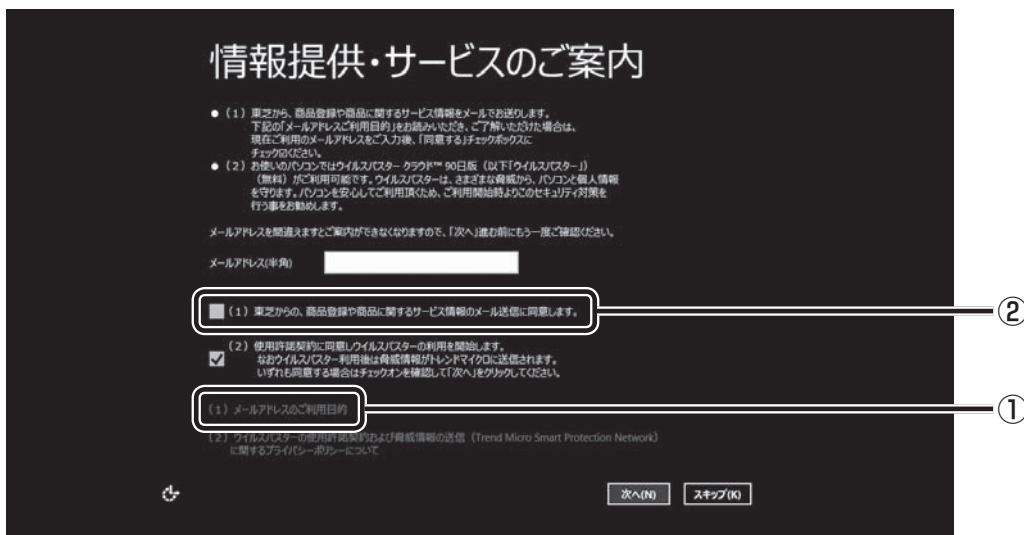 情報提供・サービスのご案内
● (1) 東芝から、商品登録や商品に関するサービス情報をメールでお送りします。
下記の「メールアドレスご利用目的」をお読みいただき、ご了解いただけた場合は、
現在ご利用のメールアドレスをご入力後、「同意する」チェックボックスに
チェックください。
● (2) お使いのパソコンではウイルスバスター クラウド™ 90日版 (以下「ウイルスバスター」)
(無料) がご利用可能です。ウイルスバスターは、さまざまな脅威から、パソコンと個人情報
を守ります。パソコンを安心してご利用頂くため、ご利用開始時よりこのセキュリティ対策を
行う事をお勧めします。
メールアドレスを間違えますとご案内ができなくなりますので、「次へ」進む前にもう一度ご確認ください。
メールアドレス(半角)
(1) 東芝からの、商品登録や商品に関するサービス情報のメール送信に同意します。
②
(2) 使用許諾契約に同意しウイルスバスターの利用を開始します。
なおウイルスバスター利用後は脅威情報がトレンドマイクロに送信されます。
いずれも同意する場合はチェックオンを確認して「次へ」をクリックしてください。
(1) メールアドレスのご利用目的
①
(2) ウイルスバスターの使用許諾契約および脅威情報の送信 (Trend Micro Smart Protection Network)
に関するプライバシーポリシーについて
次へ(N) スキップ(K)